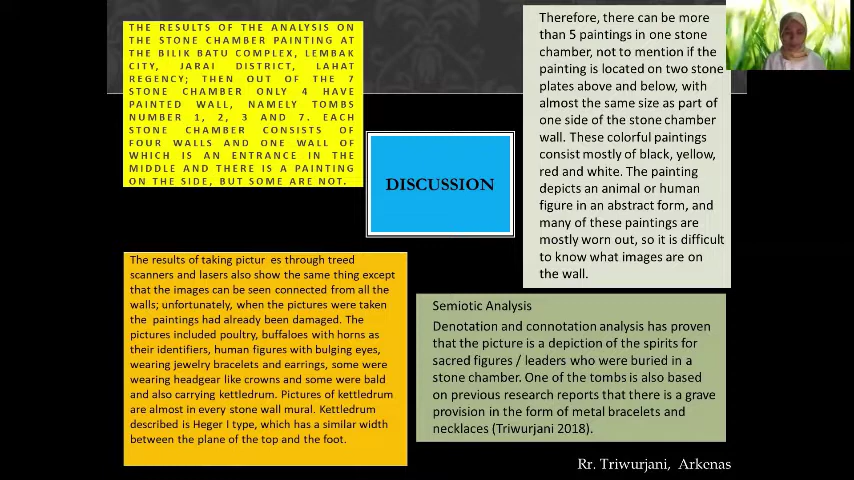 THE RESULTS OF THE ANALYSIS ON
THE STONE CHAMBER PAINTING AT
THE BILIK BATU COMPLEX, LEMBAK
CITY, JARAI DISTRICT, LAHAT
REGENCY; THEN OUT OF THE 7
STONE CHAMBER ONLY 4 HAVE
PAINTED WALL, NAMELY TOMBS
NUMBER 1, 2, 3 AND 7. EACH
STONE CHAMBER CONSISTS OF
FOUR WALLS AND ONE WALL OF
WHICH IS AN ENTRANCE IN THE
MIDDLE AND THERE IS A PAINTING
ON THE SIDE, BUT SOME ARE NOT.
DISCUSSION
Therefore, there can be more
than 5 paintings in one stone
chamber, not to mention if the
painting is located on two stone
plates above and below, with
almost the same size as part of
one side of the stone chamber
wall. These colorful paintings
consist mostly of black, yellow,
red and white. The painting
depicts an animal or human
figure in an abstract form, and
many of these paintings are
mostly worn out, so it is difficult
to know what images are on
the wall.
The results of taking pictur es through treed
scanners and lasers also show the same thing except
that the images can be seen connected from all the
walls; unfortunately, when the pictures were taken
the paintings had already been damaged. The
pictures included poultry, buffaloes with horns as
their identifiers, human figures with bulging eyes,
wearing jewelry bracelets and earrings, some were
wearing headgear like crowns and some were bald
and also carrying kettledrum. Pictures of kettledrum
are almost in every stone wall mural. Kettledrum
described is Heger I type, which has a similar width
between the plane of the top and the foot.
Semiotic Analysis
Denotation and connotation analysis has proven
that the picture is a depiction of the spirits for
sacred figures / leaders who were buried in a
stone chamber. One of the tombs is also based
on previous research reports that there is a grave
provision in the form of metal bracelets and
necklaces (Triwurjani 2018).
Rr. Triwurjani, Arkenas